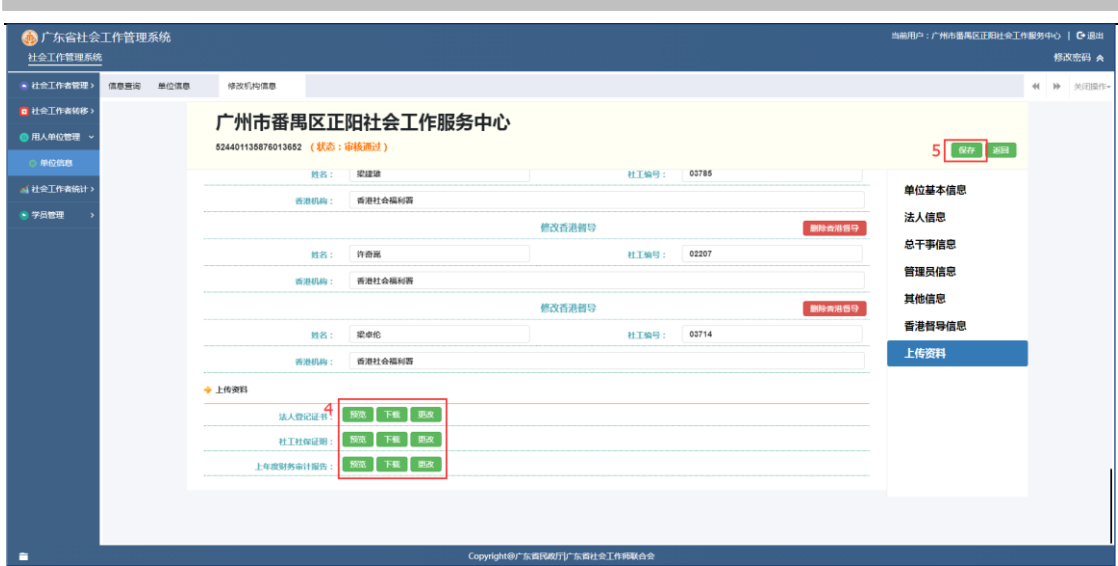 广东省社会工作管理系统
当前用户：广州市番禺区正阳社会工作服务中心 | 退出
社会工作管理系统
修改密码
社会工作者管理
信息查询 单位信息 修改机构信息
关闭操作
社会工作者转移
用人单位管理
单位信息
社会工作者统计
学员管理
广州市番禺区正阳社会工作服务中心
524401135876013652 （状态：审核通过）
5 保存 返回
姓名： 梁建雄 社工编号： 03785
香港机构： 香港社会福利署
修改香港督导 删除香港督导
姓名： 许奇嵩 社工编号： 02207
香港机构： 香港社会福利署
修改香港督导 删除香港督导
姓名： 梁卓伦 社工编号： 03714
香港机构： 香港社会福利署
单位基本信息
法人信息
总干事信息
管理员信息
其他信息
香港督导信息
上传资料
上传资料
4
法人登记证书： 预览 下载 更改
社工社保证明： 预览 下载 更改
上年度财务审计报告： 预览 下载 更改
Copyright@广东省民政厅|广东省社会工作师联合会